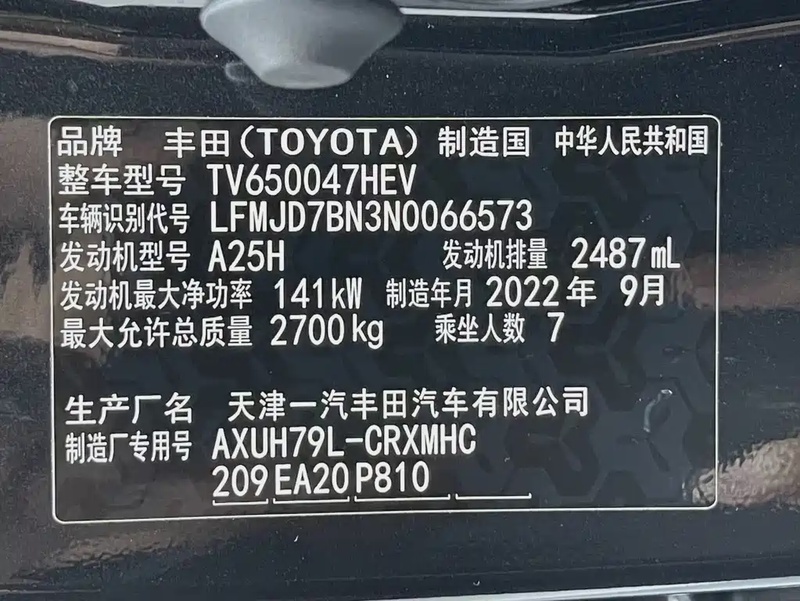 品牌 丰田(TOYOTA) 制造国 中华人民共和国
整车型号 TV650047HEV
车辆识别代号 LFMJD7BN3N0066573
发动机型号 A25H 发动机排量 2487mL
发动机最大净功率 141kW 制造年月 2022年 9月
最大允许总质量 2700kg 乘坐人数 7
生产厂名 天津一汽丰田汽车有限公司
制造厂专用号 AXUH79L-CRXMHC
209 EA20 P810